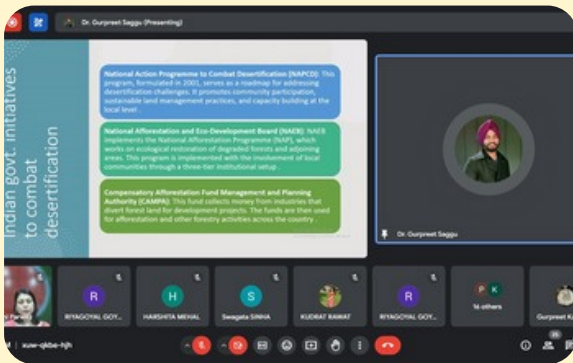 Dr. Gurpreet Saggu (Presenting)
Indian govt. initiatives
to combat
desertification
National Action Programme to Combat Desertification (NAPCD): This
program, formulated in 2001, serves as a roadmap for addressing
desertification challenges. It promotes community participation,
sustainable land management practices, and capacity building at the
local level.
National Afforestation and Eco-Development Board (NAEB): NAEB
implements the National Afforestation Programme (NAP), which
works on ecological restoration of degraded forests and adjoining
areas. This program is implemented with the involvement of local
communities through a three-tier institutional setup.
Compensatory Afforestation Fund Management and Planning
Authority (CAMPA): This fund collects money from industries that
divert forest land for development projects. The funds are then used
for afforestation and other forestry activities across the country.
Dr. Gurpreet Saggu
R
H
S
R
P K
RIYAGOYAL GOY...
HARSHITA MEHAL
Swagata SINHA
KUDRAT RAWAT
RIYAGOYAL GOY...
16 others
Gurpreet K
M | xuw-qkbe-hjh